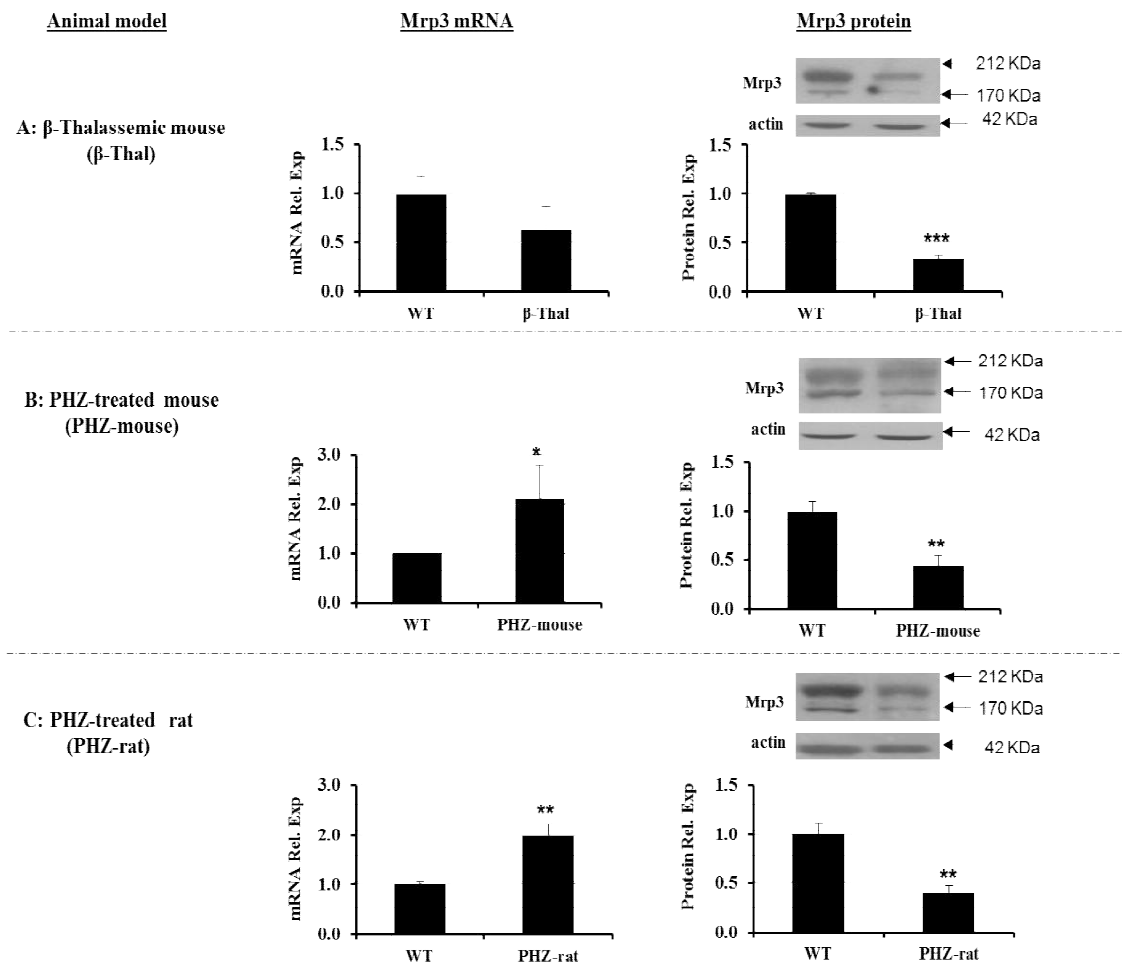 Animal model
Mrp3 mRNA
Mrp3 protein
A: β-Thalassemic mouse
(β-Thal)
mRNA Rel. Exp
1.5
1.0
0.5
0.0
WT
β-Thal
Mrp3
212 KDa
170 KDa
actin
42 KDa
Protein Rel. Exp
1.5
1.0
0.5
0.0
***
WT
β-Thal
B: PHZ-treated mouse
(PHZ-mouse)
mRNA Rel. Exp
3.0
2.0
1.0
0.0
*
WT
PHZ-mouse
Mrp3
212 KDa
170 KDa
actin
42 KDa
Protein Rel. Exp
1.5
1.0
0.5
0.0
**
WT
PHZ-mouse
C: PHZ-treated rat
(PHZ-rat)
mRNA Rel. Exp
3.0
2.0
1.0
0.0
**
WT
PHZ-rat
Mrp3
212 KDa
170 KDa
actin
42 KDa
Protein Rel. Exp
1.5
1.0
0.5
0.0
**
WT
PHZ-rat